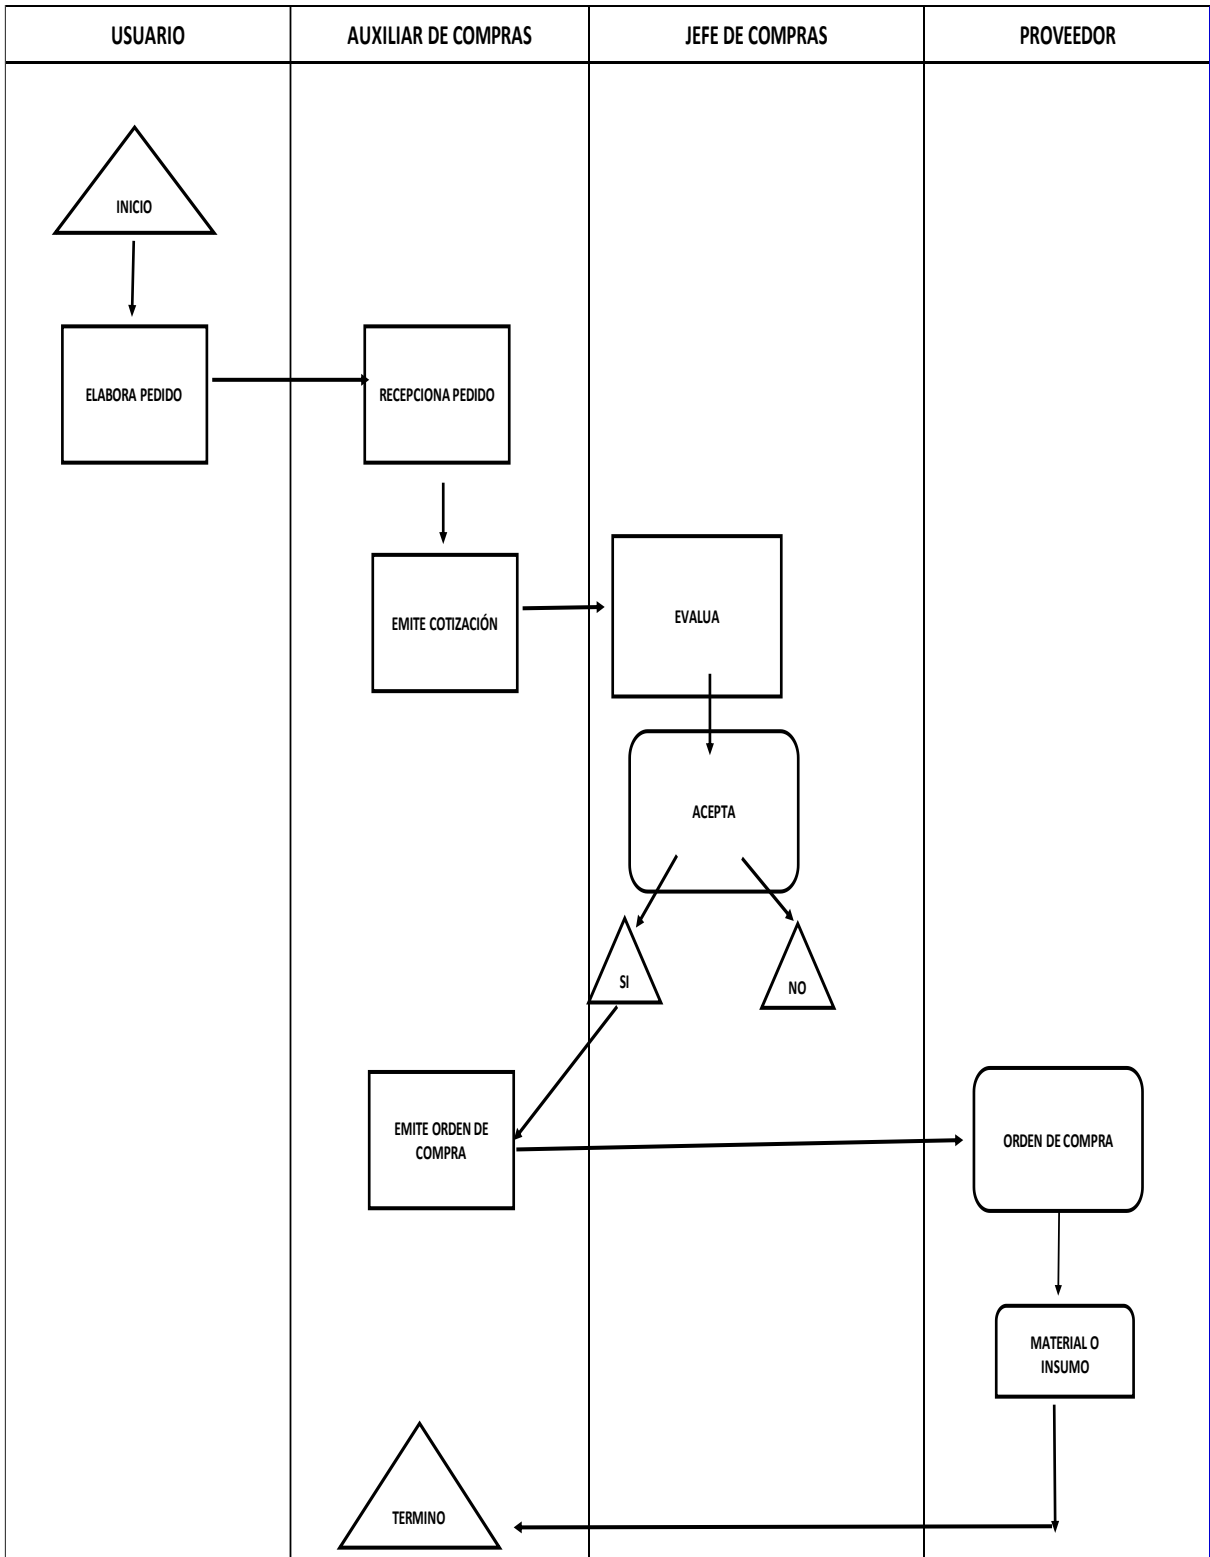 USUARIO
AUXILIAR DE COMPRAS
JEFE DE COMPRAS
PROVEEDOR
INICIO
ELABORA PEDIDO
RECEPCIONA PEDIDO
EMITE COTIZACIÓN
EVALUA
ACEPTA
SI
NO
EMITE ORDEN DE
COMPRA
ORDEN DE COMPRA
MATERIAL O
INSUMO
TERMINO